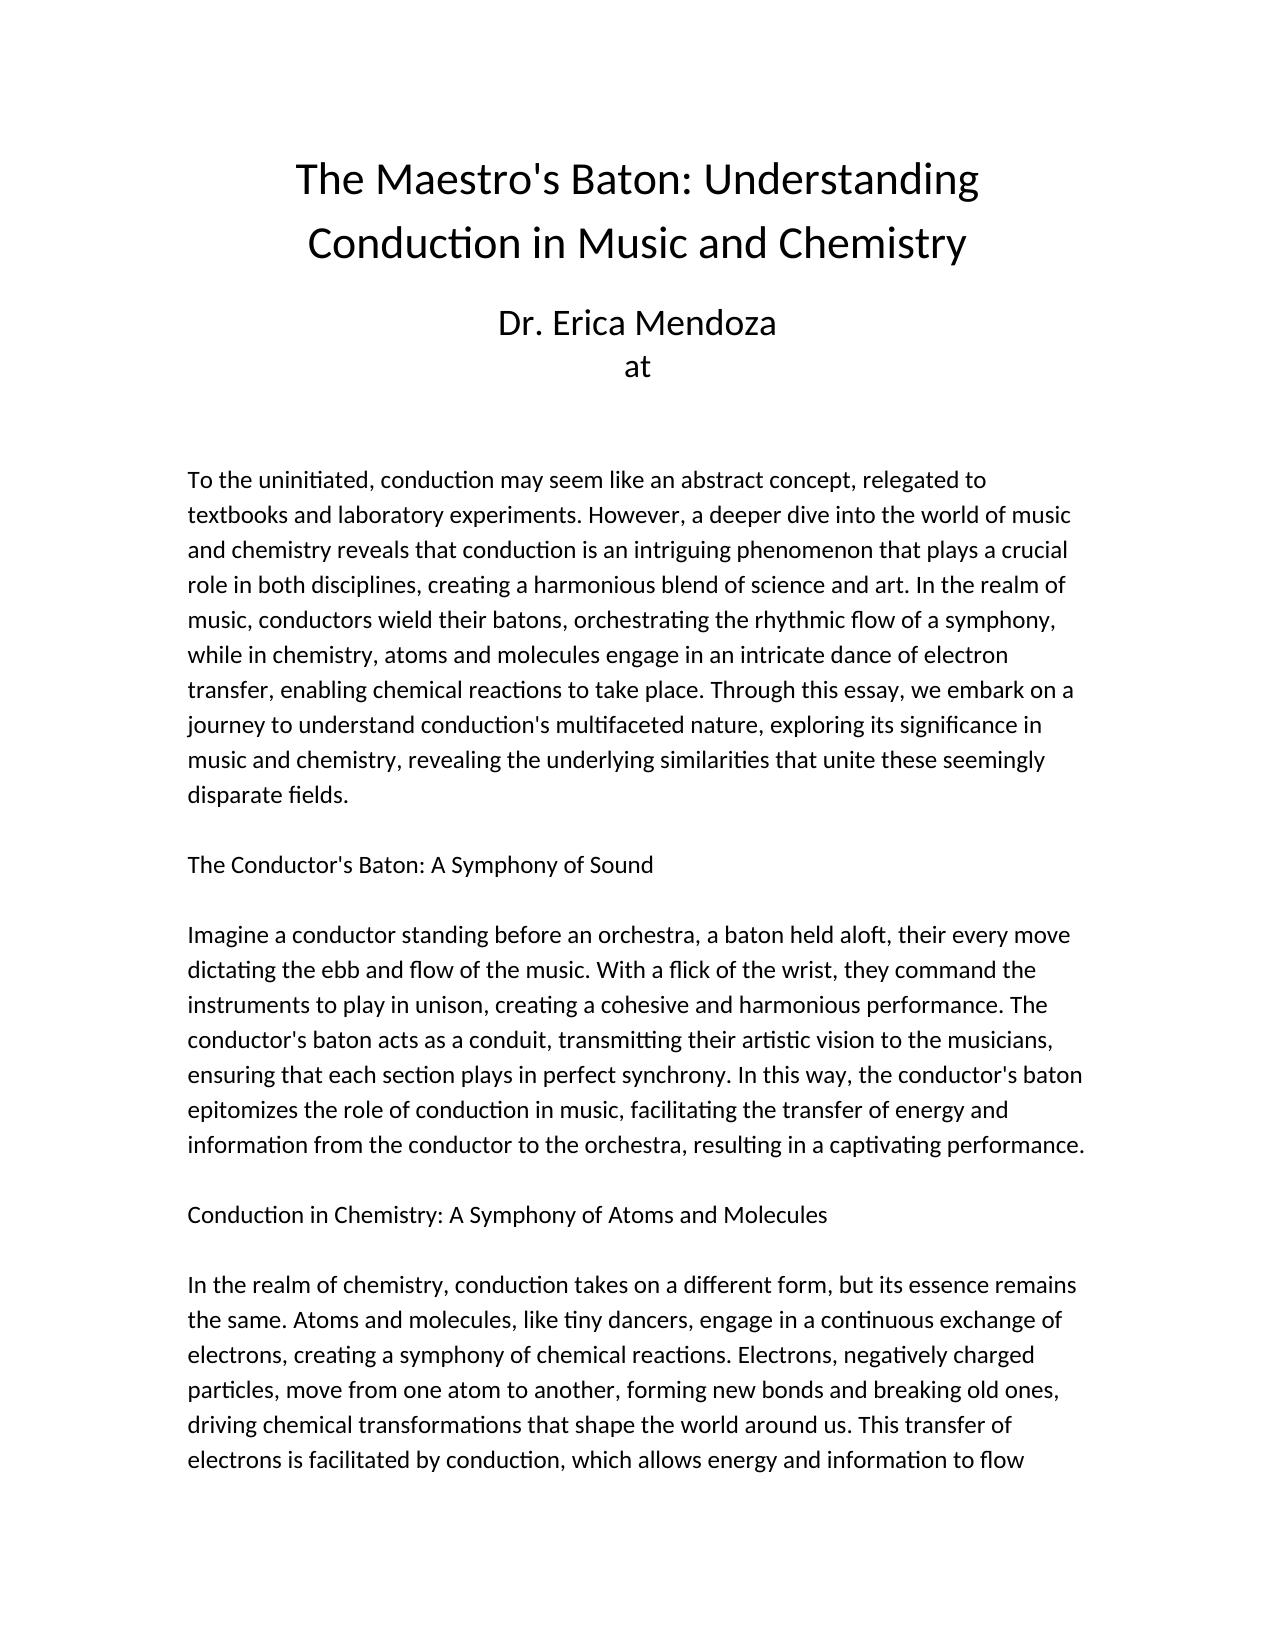 The Maestro's Baton: Understanding
Conduction in Music and Chemistry
Dr. Erica Mendoza
at
To the uninitiated, conduction may seem like an abstract concept, relegated to
textbooks and laboratory experiments. However, a deeper dive into the world of music
and chemistry reveals that conduction is an intriguing phenomenon that plays a crucial
role in both disciplines, creating a harmonious blend of science and art. In the realm of
music, conductors wield their batons, orchestrating the rhythmic flow of a symphony,
while in chemistry, atoms and molecules engage in an intricate dance of electron
transfer, enabling chemical reactions to take place. Through this essay, we embark on a
journey to understand conduction's multifaceted nature, exploring its significance in
music and chemistry, revealing the underlying similarities that unite these seemingly
disparate fields.
The Conductor's Baton: A Symphony of Sound
Imagine a conductor standing before an orchestra, a baton held aloft, their every move
dictating the ebb and flow of the music. With a flick of the wrist, they command the
instruments to play in unison, creating a cohesive and harmonious performance. The
conductor's baton acts as a conduit, transmitting their artistic vision to the musicians,
ensuring that each section plays in perfect synchrony. In this way, the conductor's baton
epitomizes the role of conduction in music, facilitating the transfer of energy and
information from the conductor to the orchestra, resulting in a captivating performance.
Conduction in Chemistry: A Symphony of Atoms and Molecules
In the realm of chemistry, conduction takes on a different form, but its essence remains
the same. Atoms and molecules, like tiny dancers, engage in a continuous exchange of
electrons, creating a symphony of chemical reactions. Electrons, negatively charged
particles, move from one atom to another, forming new bonds and breaking old ones,
driving chemical transformations that shape the world around us. This transfer of
electrons is facilitated by conduction, which allows energy and information to flow